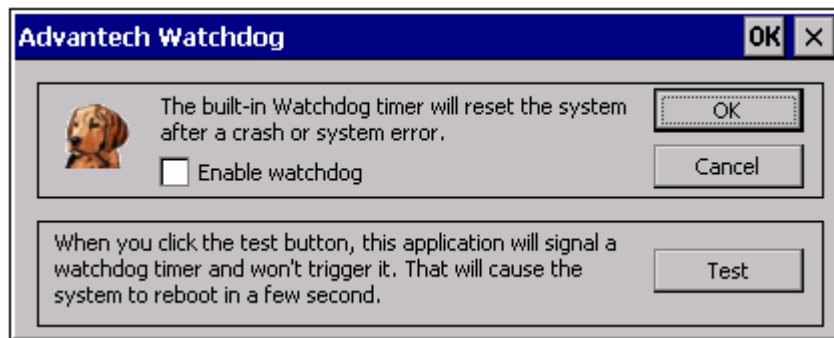 Advantech Watchdog
OK
×
The built-in Watchdog timer will reset the system
after a crash or system error.
OK
Enable watchdog
Cancel
When you click the test button, this application will signal a
watchdog timer and won't trigger it. That will cause the
system to reboot in a few second.
Test